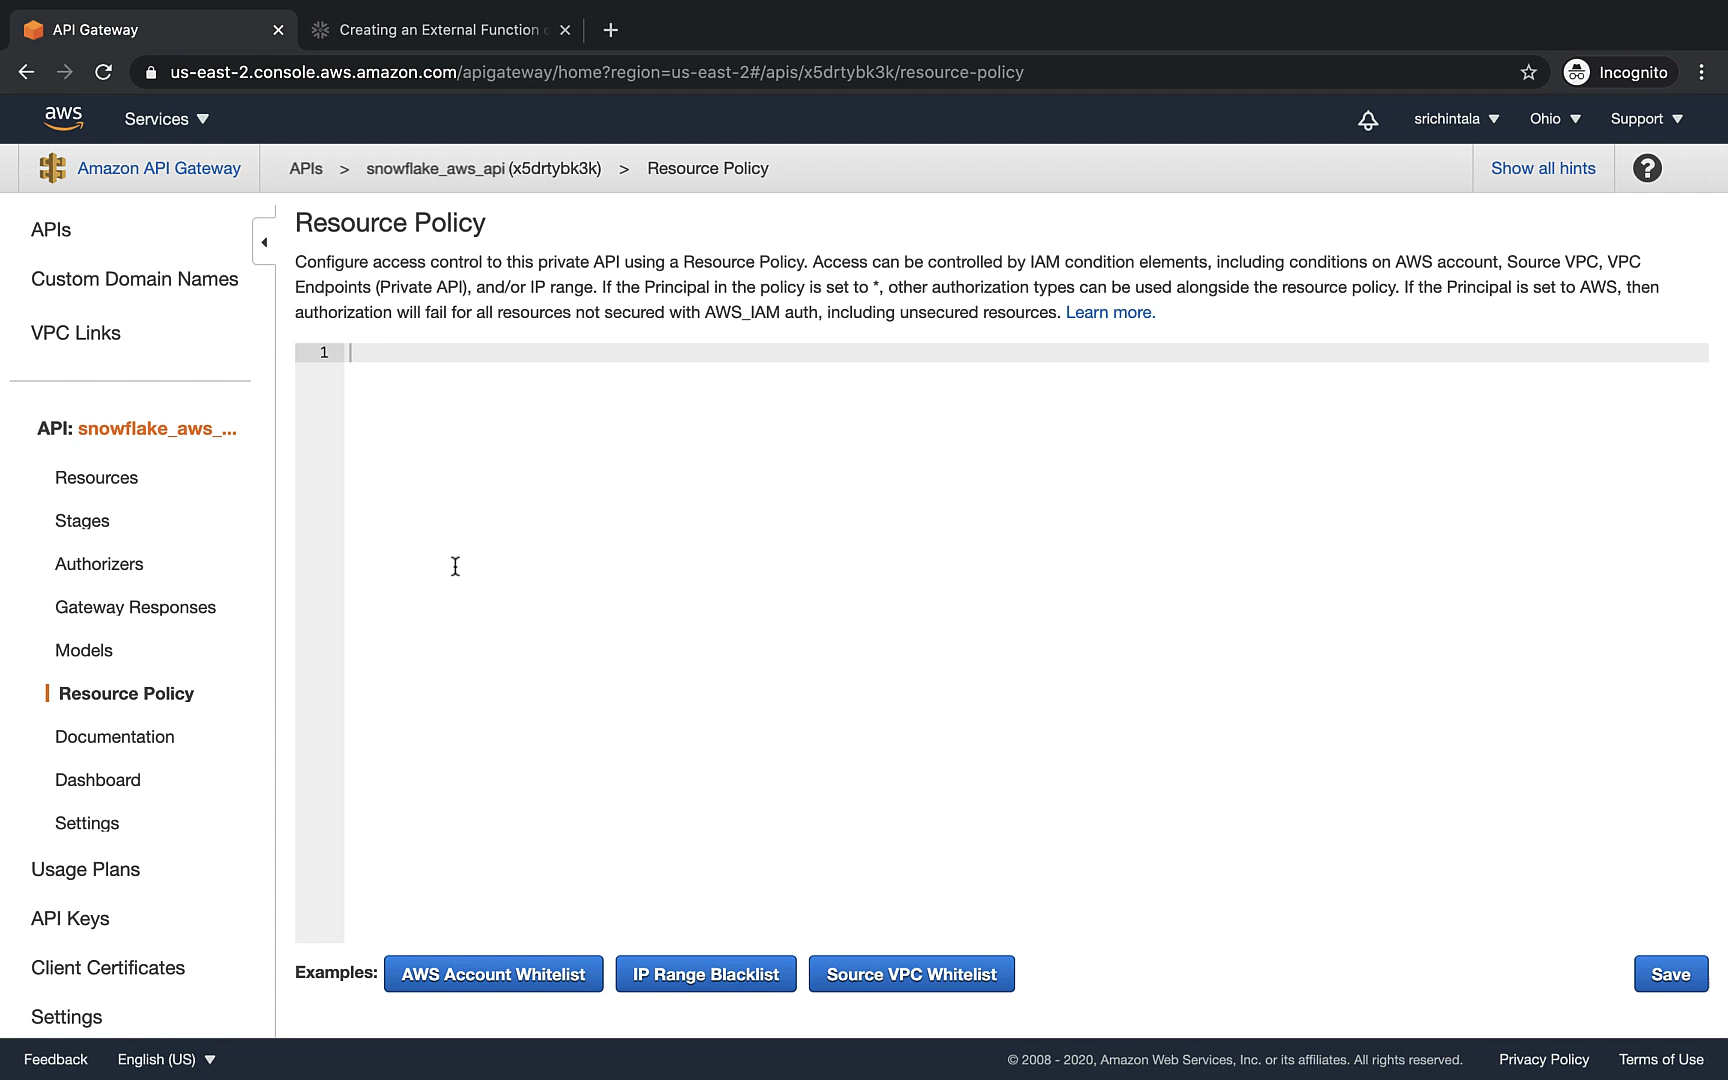 API Gateway
Creating an External Function
us-east-2.console.aws.amazon.com/apigateway/home?region=us-east-2#/apis/x5drtybk3k/resource-policy
Incognito
aws
Services
srichintala
Ohio
Support
Amazon API Gateway
APIs > snowflake_aws_api (x5drtybk3k) > Resource Policy
Show all hints
?
APIs
Custom Domain Names
VPC Links
API: snowflake_aws_...
Resources
Stages
Authorizers
Gateway Responses
Models
Resource Policy
Documentation
Dashboard
Settings
Usage Plans
API Keys
Client Certificates
Settings
Resource Policy
Configure access control to this private API using a Resource Policy. Access can be controlled by IAM condition elements, including conditions on AWS account, Source VPC, VPC
Endpoints (Private API), and/or IP range. If the Principal in the policy is set to *, other authorization types can be used alongside the resource policy. If the Principal is set to AWS, then
authorization will fail for all resources not secured with AWS_IAM auth, including unsecured resources. Learn more.
1
Examples: AWS Account Whitelist IP Range Blacklist Source VPC Whitelist
Save
Feedback
English (US)
© 2008 - 2020, Amazon Web Services, Inc. or its affiliates. All rights reserved.
Privacy Policy
Terms of Use